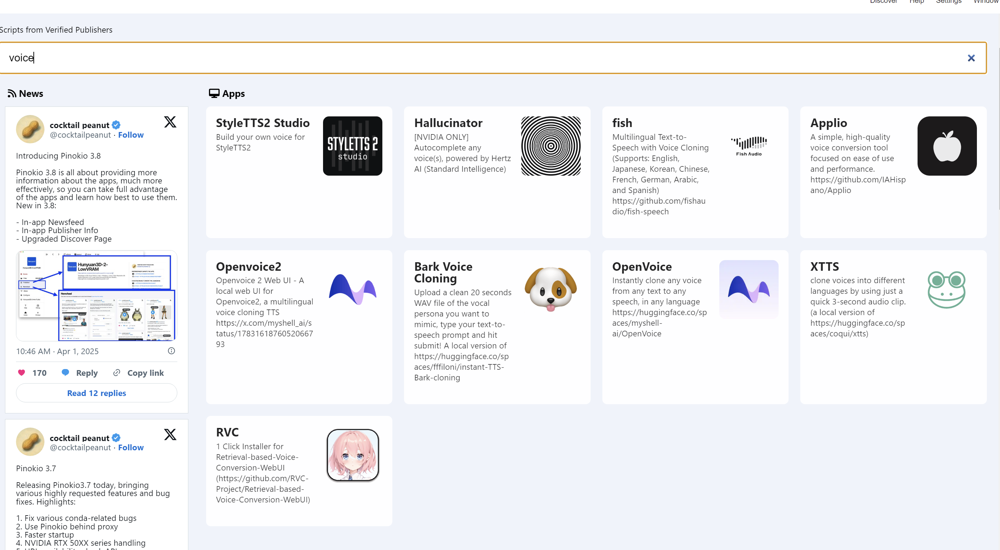 Discover Help Settings Window
Scripts from Verified Publishers
voice
News
cocktail peanut
@cocktailpeanut · Follow
Introducing Pinokio 3.8
Pinokio 3.8 is all about providing more
information about the apps, much more
effectively, so you can take full advantage
of the apps and learn how best to use them.
New in 3.8:
- In-app Newsfeed
- In-app Publisher Info
- Upgraded Discover Page
Hunyuan3D-2-
LowVRAM
Newsfeed
10:46 AM · Apr 1, 2025
170 Reply Copy link
Read 12 replies
cocktail peanut
@cocktailpeanut · Follow
Pinokio 3.7
Releasing Pinokio3.7 today, bringing
various highly requested features and bug
fixes. Highlights:
1. Fix various conda-related bugs
2. Use Pinokio behind proxy
3. Faster startup
4. NVIDIA RTX 50XX series handling
Apps
StyleTTS2 Studio
Build your own voice for
StyleTTS2
STYLETTS 2
studio
Hallucinator
[NVIDIA ONLY]
Autocomplete any
voice(s), powered by Hertz
AI (Standard Intelligence)
fish
Multilingual Text-to-
Speech with Voice Cloning
(Supports: English,
Japanese, Korean, Chinese,
French, German, Arabic,
and Spanish)
https://github.com/fishau
dio/fish-speech
Fish Audio
Applio
A simple, high-quality
voice conversion tool
focused on ease of use
and performance.
https://github.com/IAHisp
ano/Applio
Openvoice2
Openvoice 2 Web UI - A
local web UI for
Openvoice2, a multilingual
voice cloning TTS
https://x.com/myshell_ai/s
tatus/17831618760520667
93
Bark Voice
Cloning
Upload a clean 20 seconds
WAV file of the vocal
persona you want to
mimic, type your text-to-
speech prompt and hit
submit! A local version of
https://huggingface.co/sp
aces/fffiloni/instant-TTS-
Bark-cloning
OpenVoice
Instantly clone any voice
from any text to any
speech, in any language
https://huggingface.co/sp
aces/myshell-
ai/OpenVoice
XTTS
clone voices into different
languages by using just a
quick 3-second audio clip.
(a local version of
https://huggingface.co/sp
aces/coqui/xtts)
RVC
1 Click Installer for
Retrieval-based-Voice-
Conversion-WebUI
(https://github.com/RVC-
Project/Retrieval-based-
Voice-Conversion-WebUI)